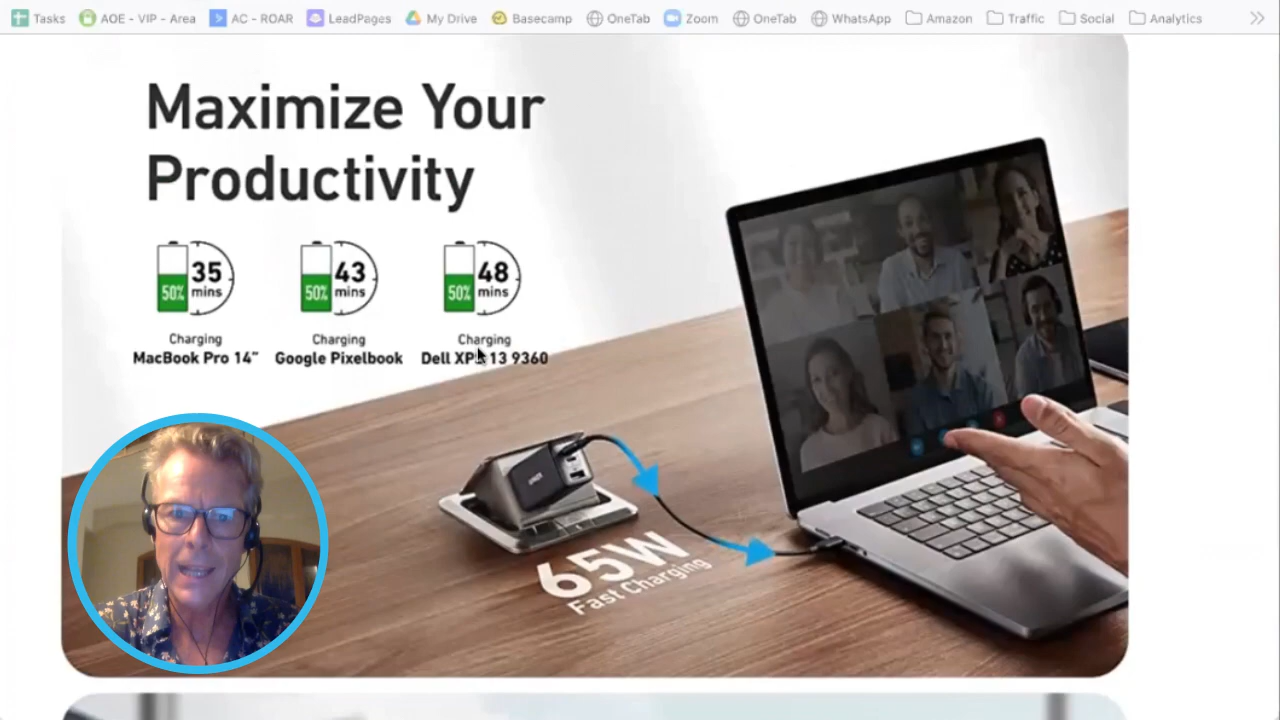 Tasks AOE - VIP - Area AC - ROAR LeadPages My Drive Basecamp OneTab Zoom OneTab WhatsApp Amazon Traffic Social Analytics
Maximize Your
Productivity
50% 35 mins
50% 43 mins
50% 48 mins
Charging
MacBook Pro 14”
Charging
Google Pixelbook
Charging
Dell XPS 13 9360
ANKER
65W
Fast Charging